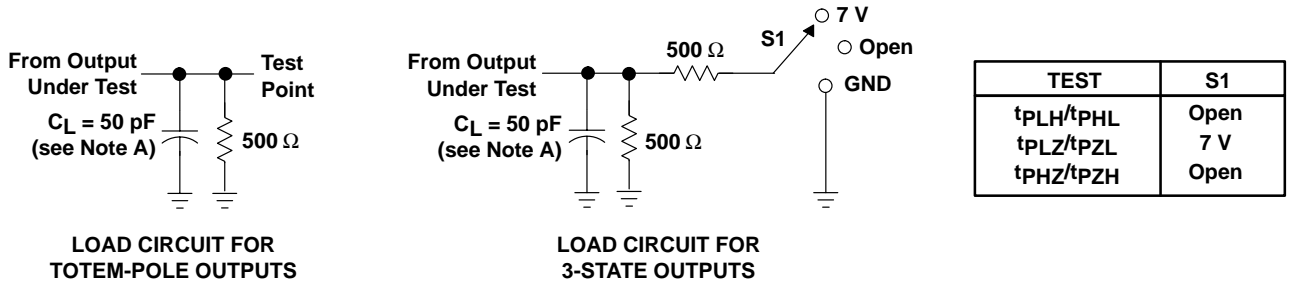 From Output
Under Test
Test
Point
CL = 50 pF
(see Note A)
500 Ω
LOAD CIRCUIT FOR
TOTEM-POLE OUTPUTS
From Output
Under Test
500 Ω
S1
7 V
Open
GND
CL = 50 pF
(see Note A)
500 Ω
LOAD CIRCUIT FOR
3-STATE OUTPUTS
TEST S1
tPLH/tPHL Open
tPLZ/tPZL 7 V
tPHZ/tPZH Open